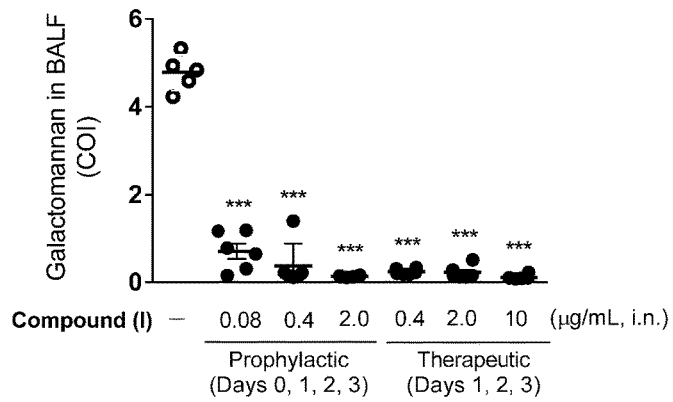 Galactomannan in BALF
(COI)
6
4
2
0
***
***
***
***
***
***
Compound (I) — 0.08 0.4 2.0 0.4 2.0 10 (μg/mL, i.n.)
Prophylactic Therapeutic
(Days 0, 1, 2, 3) (Days 1, 2, 3)